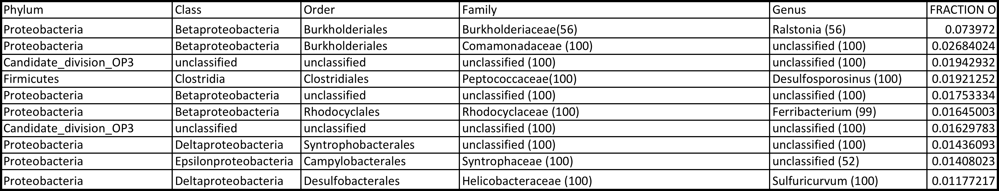 Phylum Class Order Family Genus FRACTION O
Proteobacteria Betaproteobacteria Burkholderiales Burkholderiaceae(56) Ralstonia (56) 0.073972
Proteobacteria Betaproteobacteria Burkholderiales Comamonadaceae (100) unclassified (100) 0.02684024
Candidate_division_OP3 unclassified unclassified unclassified (100) unclassified (100) 0.01942932
Firmicutes Clostridia Clostridiales Peptococcaceae(100) Desulfosporosinus (100) 0.01921252
Proteobacteria Betaproteobacteria unclassified unclassified (100) unclassified (100) 0.01753334
Proteobacteria Betaproteobacteria Rhodocyclales Rhodocyclaceae (100) Ferribacterium (99) 0.01645003
Candidate_division_OP3 unclassified unclassified unclassified (100) unclassified (100) 0.01629783
Proteobacteria Deltaproteobacteria Syntrophobacterales unclassified (100) unclassified (100) 0.01436093
Proteobacteria Epsilonproteobacteria Campylobacterales Syntrophaceae (100) unclassified (52) 0.01408023
Proteobacteria Deltaproteobacteria Desulfobacterales Helicobacteraceae (100) Sulfuricurvum (100) 0.01177217